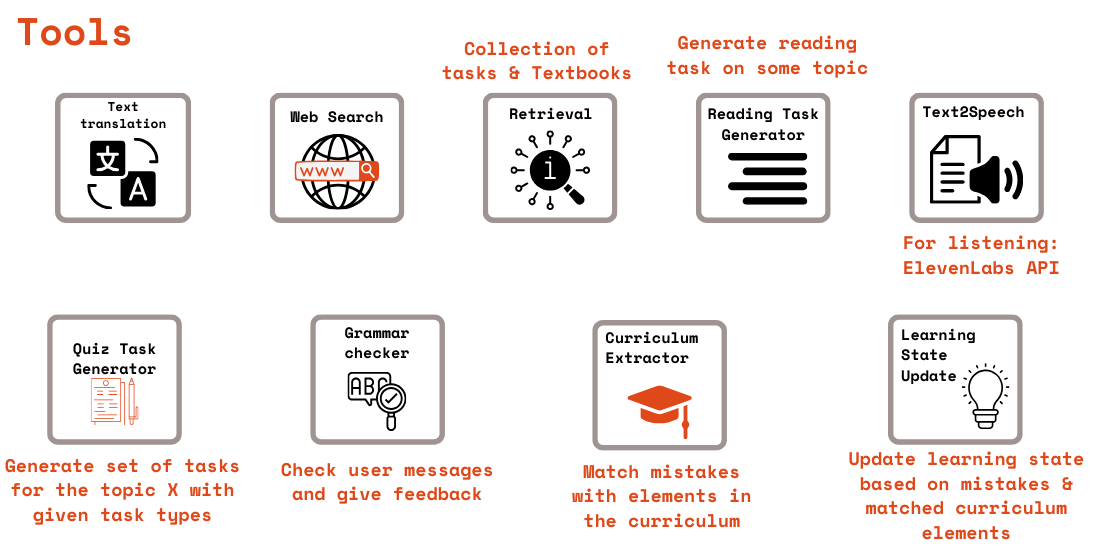 Tools
Collection of
tasks & Textbooks
Generate reading
task on some topic
Text
translation
文
A
Web Search
www
Retrieval
i
Reading Task
Generator
Text2Speech
For listening:
ElevenLabs API
Quiz Task
Generator
Generate set of tasks
for the topic X with
given task types
Grammar
checker
ABC
Check user messages
and give feedback
Curriculum
Extractor
Match mistakes
with elements in
the curriculum
Learning
State
Update
Update learning state
based on mistakes &
matched curriculum
elements